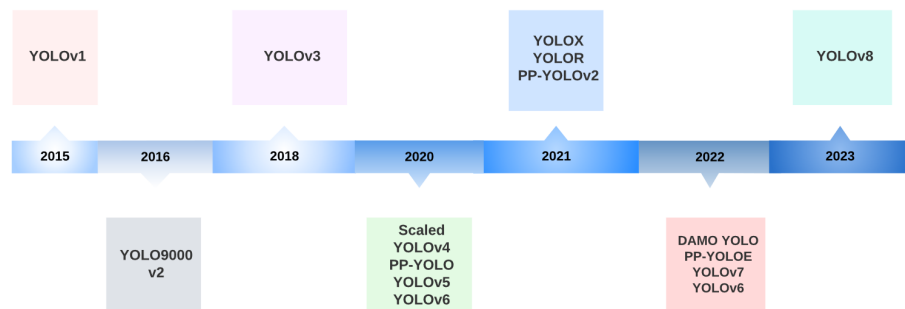 YOLOv1
YOLOv3
YOLOX
YOLOR
PP-YOLOv2
YOLOv8
2015
2016
2018
2020
2021
2022
2023
YOLO9000
v2
Scaled
YOLOv4
PP-YOLO
YOLOv5
YOLOv6
DAMO YOLO
PP-YOLOE
YOLOv7
YOLOv6